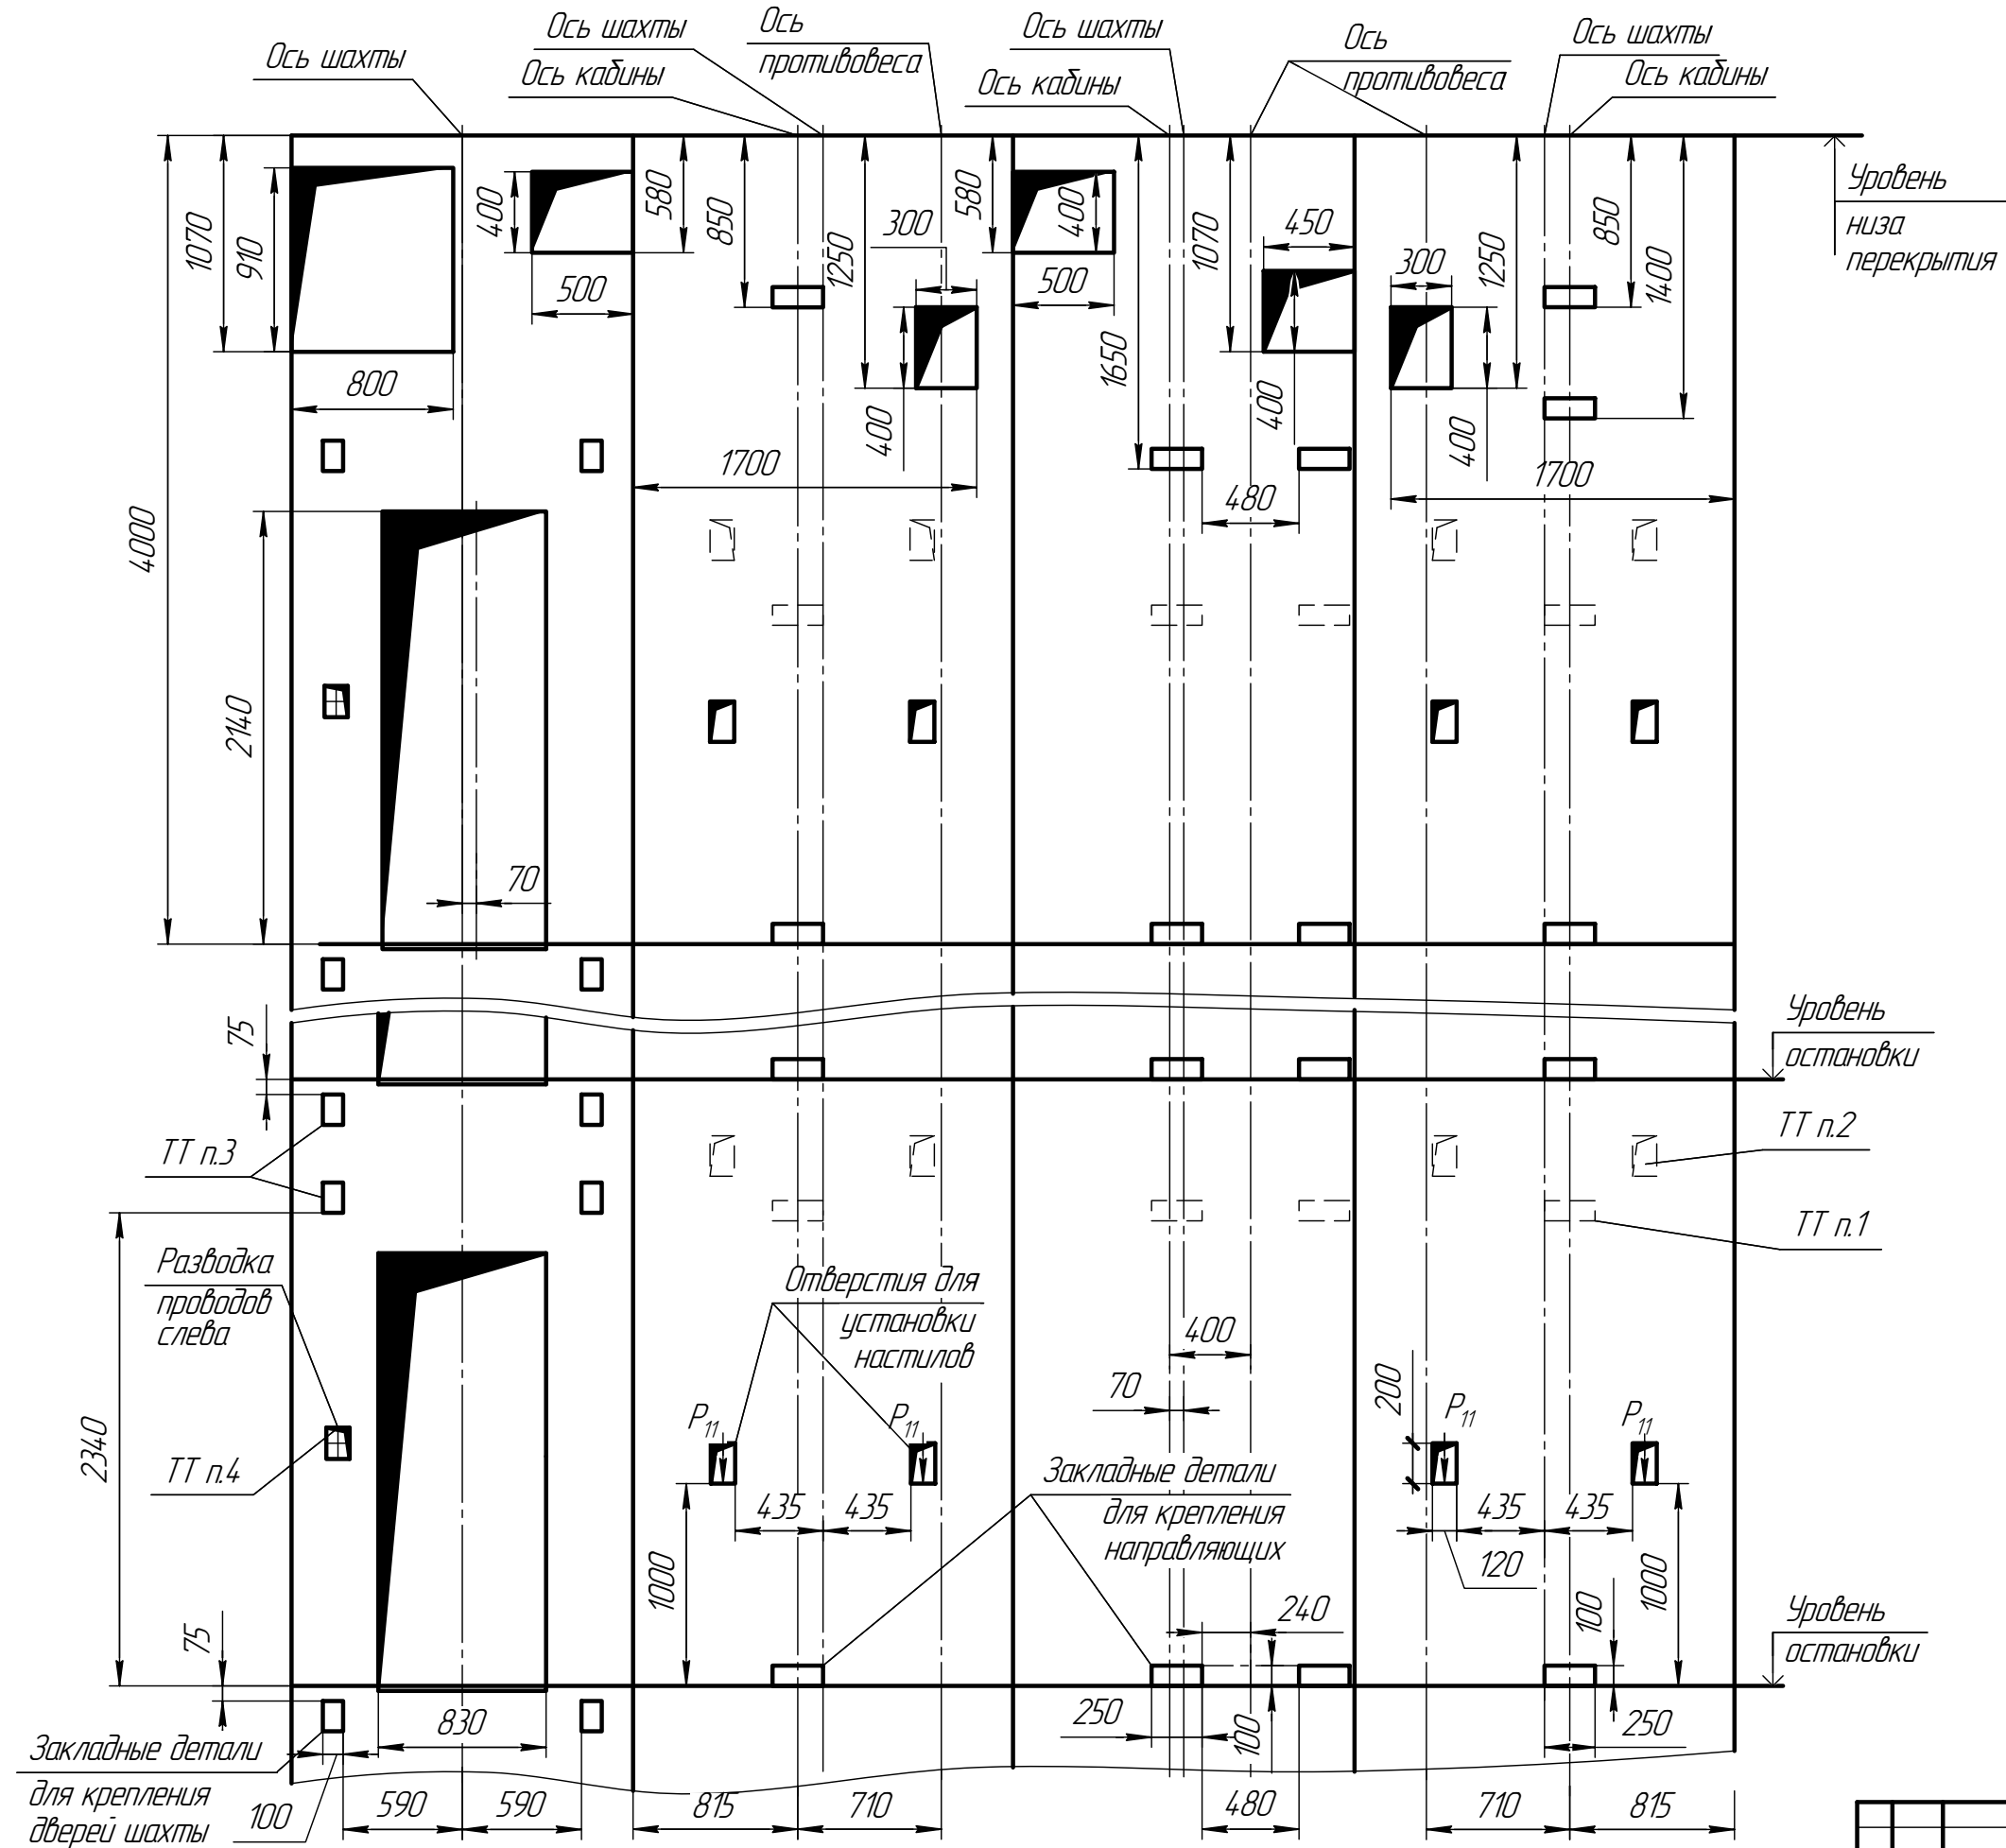 Ось шахты
Ось шахты
Ось кабины
Ось
противовеса
Ось шахты
Ось кабины
Ось
противовеса
Ось шахты
Ось кабины
Уровень
низа
перекрытия
1070
910
400
580
850
1250
300
580
400
1070
450
300
1250
850
1400
500
500
800
400
1650
400
400
1700
480
1700
4000
2140
70
75
Уровень
остановки
ТТ п.3
ТТ п.2
ТТ п.1
Разводка
проводов
слева
Отверстия для
установки
настилов
400
70
200
2340
ТТ п.4
P11
P11
P11
P11
Закладные детали
для крепления
направляющих
435
435
435
435
120
1000
1000
240
100
75
Уровень
остановки
830
250
100
250
Закладные детали
для крепления
дверей шахты
100
590
590
815
710
480
710
815